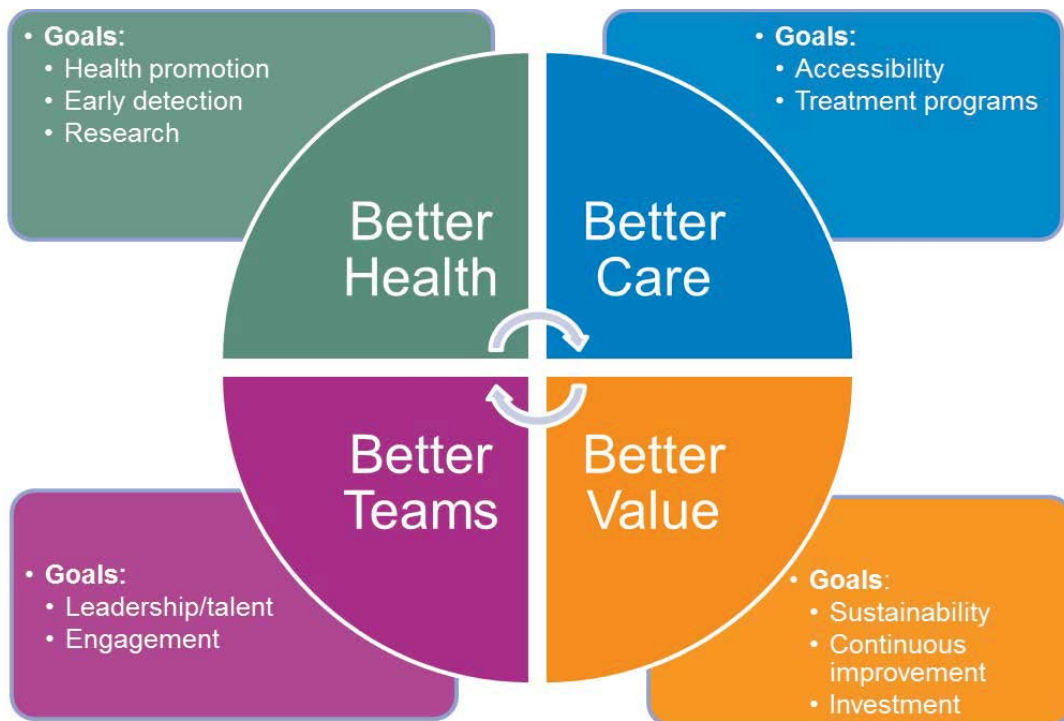 • Goals:
• Health promotion
• Early detection
• Research
Better
Health
• Goals:
• Accessibility
• Treatment programs
Better
Care
Better
Teams
• Goals:
• Leadership/talent
• Engagement
Better
Value
• Goals:
• Sustainability
• Continuous
improvement
• Investment